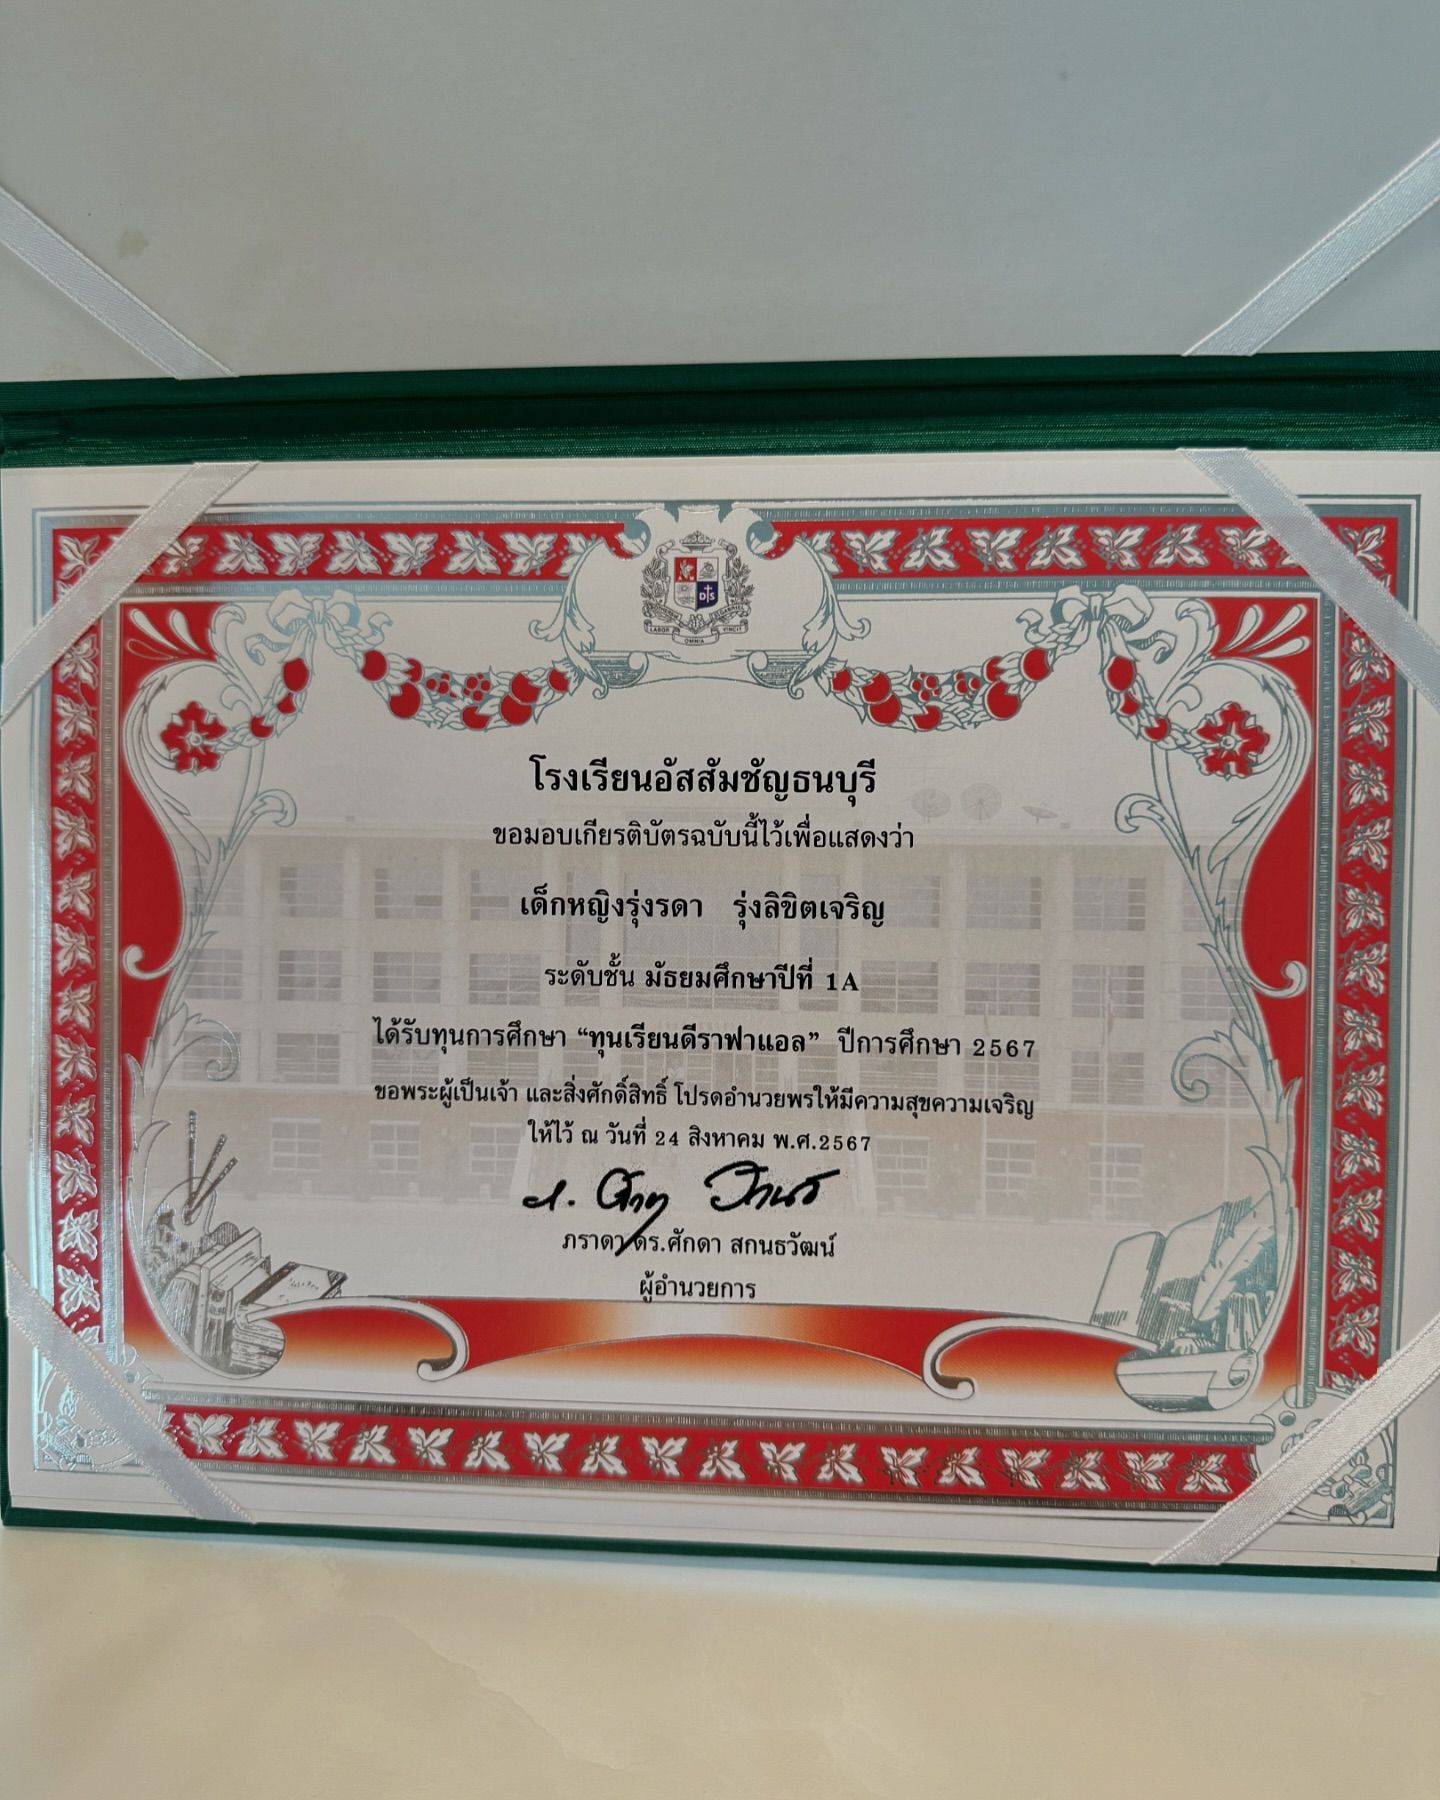 LABOR OMNIA VINCIT
D S
โรงเรียนอัสสัมชัญธนบุรี
ขอมอบเกียรติบัตรฉบับนี้ไว้เพื่อแสดงว่า
เด็กหญิงรุ่งรดา รุ่งลิขิตเจริญ
ระดับชั้น มัธยมศึกษาปีที่ 1A
ได้รับทุนการศึกษา “ทุนเรียนดีราฟาแอล” ปีการศึกษา 2567
ขอพระผู้เป็นเจ้า และสิ่งศักดิ์สิทธิ์ โปรดอำนวยพรให้มีความสุขความเจริญ
ให้ไว้ ณ วันที่ 24 สิงหาคม พ.ศ.2567
ภราดา ดร.ศักดา สกนธวัฒน์
ผู้อำนวยการ